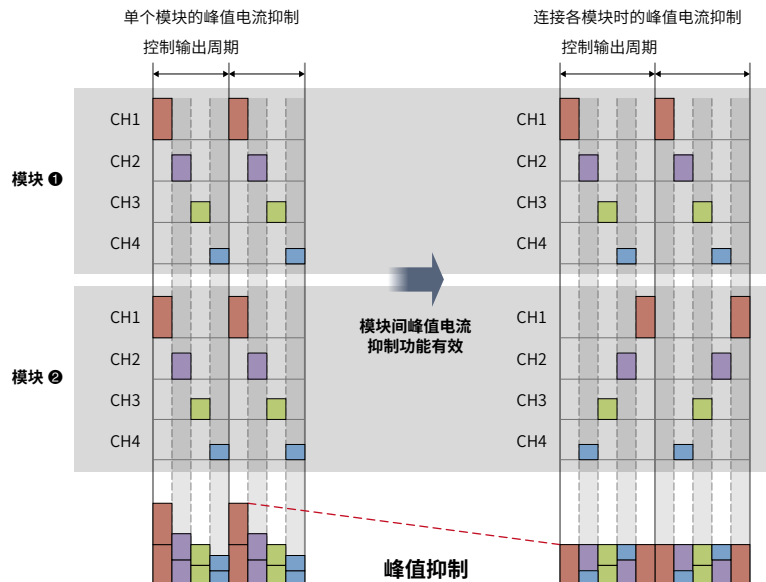 单个模块的峰值电流抑制
连接各模块时的峰值电流抑制
控制输出周期
控制输出周期
模块 ❶
CH1
CH2
CH3
CH4
CH1
CH2
CH3
CH4
模块间峰值电流
抑制功能有效
模块 ❷
CH1
CH2
CH3
CH4
CH1
CH2
CH3
CH4
峰值抑制